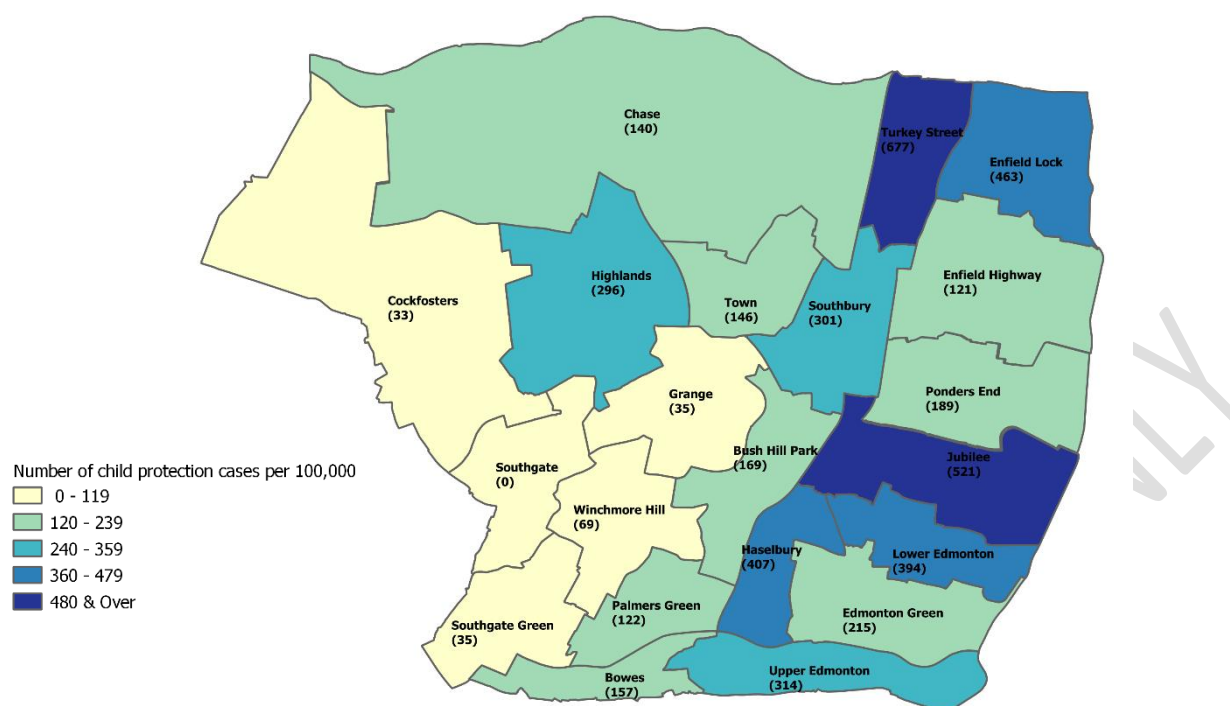 Chase
(140)
Turkey Street
(677)
Enfield Lock
(463)
Highlands
(296)
Enfield Highway
(121)
Cockfosters
(33)
Town
(146)
Southbury
(301)
Grange
(35)
Ponders End
(189)
Bush Hill Park
(169)
Jubilee
(521)
Southgate
(0)
Winchmore Hill
(69)
Haselbury
(407)
Lower Edmonton
(394)
Palmers Green
(122)
Edmonton Green
(215)
Southgate Green
(35)
Bowes
(157)
Upper Edmonton
(314)
Number of child protection cases per 100,000
0 - 119
120 - 239
240 - 359
360 - 479
480 & Over
NLY